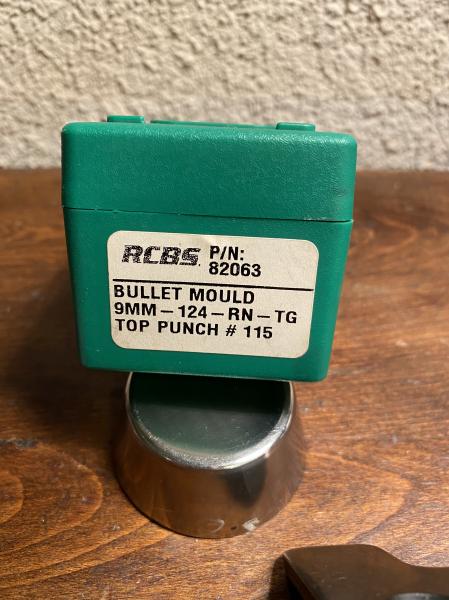 RCBS. P/N:
82063
BULLET MOULD
9MM-124-RN-TG
TOP PUNCH # 115